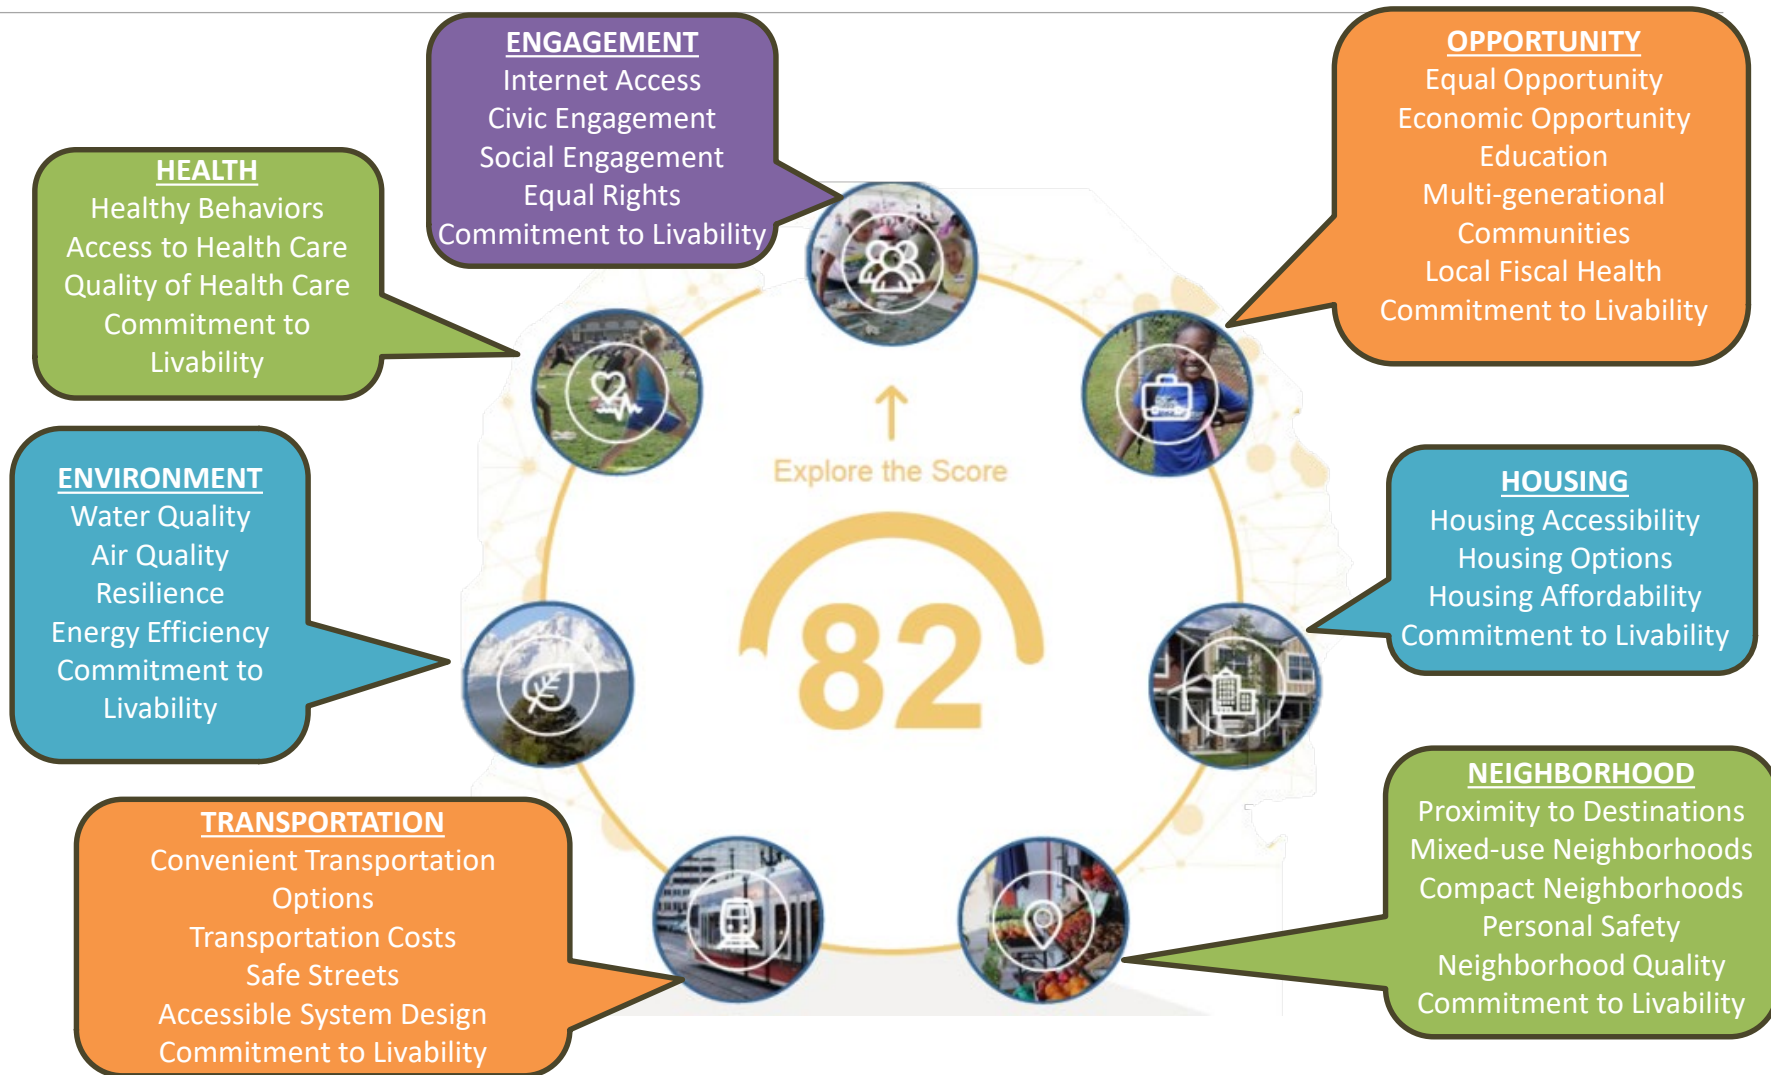 ENGAGEMENT
Internet Access
Civic Engagement
Social Engagement
Equal Rights
Commitment to Livability
OPPORTUNITY
Equal Opportunity
Economic Opportunity
Education
Multi-generational
Communities
Local Fiscal Health
Commitment to Livability
HEALTH
Healthy Behaviors
Access to Health Care
Quality of Health Care
Commitment to
Livability
Explore the Score
82
ENVIRONMENT
Water Quality
Air Quality
Resilience
Energy Efficiency
Commitment to
Livability
HOUSING
Housing Accessibility
Housing Options
Housing Affordability
Commitment to Livability
TRANSPORTATION
Convenient Transportation
Options
Transportation Costs
Safe Streets
Accessible System Design
Commitment to Livability
NEIGHBORHOOD
Proximity to Destinations
Mixed-use Neighborhoods
Compact Neighborhoods
Personal Safety
Neighborhood Quality
Commitment to Livability